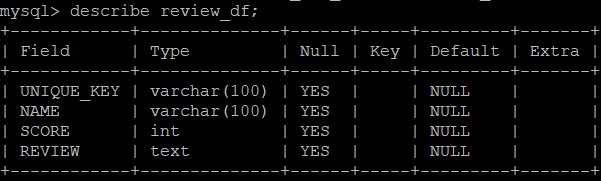 mysql> describe review_df;
+------------+--------------+------+-----+---------+-------+
| Field      | Type         | Null | Key | Default | Extra |
+------------+--------------+------+-----+---------+-------+
| UNIQUE_KEY | varchar(100) | YES  |     | NULL    |       |
| NAME       | varchar(100) | YES  |     | NULL    |       |
| SCORE      | int          | YES  |     | NULL    |       |
| REVIEW     | text         | YES  |     | NULL    |       |
+------------+--------------+------+-----+---------+-------+